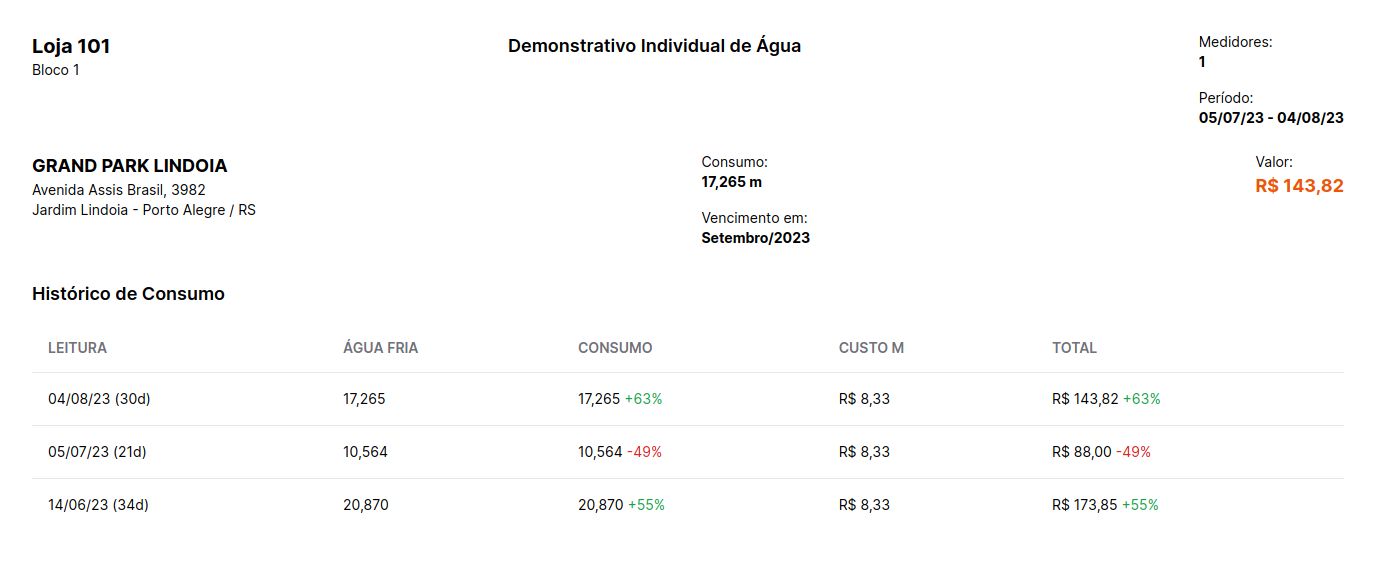 Loja 101
Bloco 1
Demonstrativo Individual de Água
Medidores:
1
Período:
05/07/23 - 04/08/23
GRAND PARK LINDOIA
Avenida Assis Brasil, 3982
Jardim Lindoia - Porto Alegre / RS
Consumo:
17,265 m
Vencimento em:
Setembro/2023
Valor:
R$ 143,82
Histórico de Consumo
LEITURA ÁGUA FRIA CONSUMO CUSTO M TOTAL
04/08/23 (30d) 17,265 17,265 +63% R$ 8,33 R$ 143,82 +63%
05/07/23 (21d) 10,564 10,564 -49% R$ 8,33 R$ 88,00 -49%
14/06/23 (34d) 20,870 20,870 +55% R$ 8,33 R$ 173,85 +55%